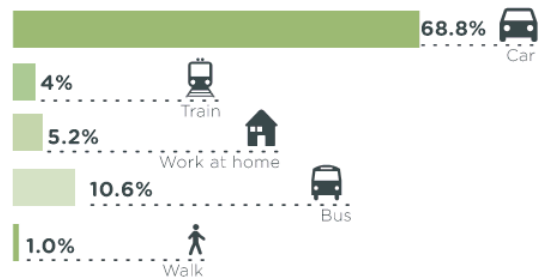 68.8%
Car
4%
Train
5.2%
Work at home
10.6%
Bus
1.0%
Walk